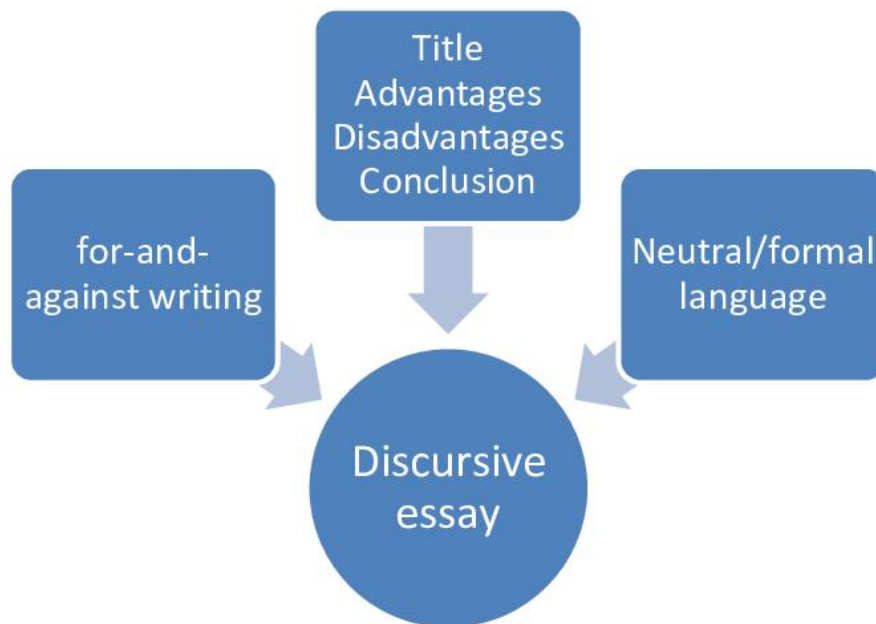 Title
Advantages
Disadvantages
Conclusion
for-and-
against writing
Neutral/formal
language
Discursive
essay